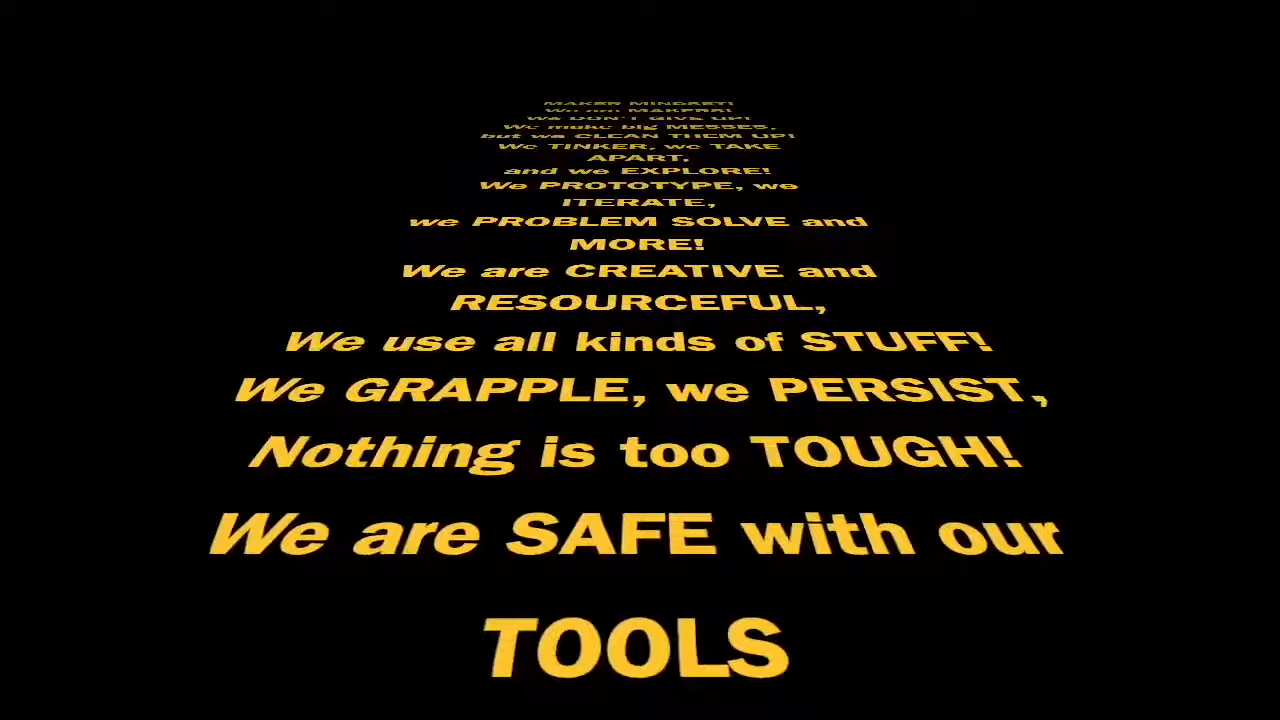 MAKER MINDSET!
We are MAKERS!
We DON'T GIVE UP!
We make big MESSES,
but we CLEAN THEM UP!
We TINKER, we TAKE
APART,
and we EXPLORE!
We PROTOTYPE, we
ITERATE,
we PROBLEM SOLVE and
MORE!
We are CREATIVE and
RESOURCEFUL,
We use all kinds of STUFF!
We GRAPPLE, we PERSIST,
Nothing is too TOUGH!
We are SAFE with our
TOOLS